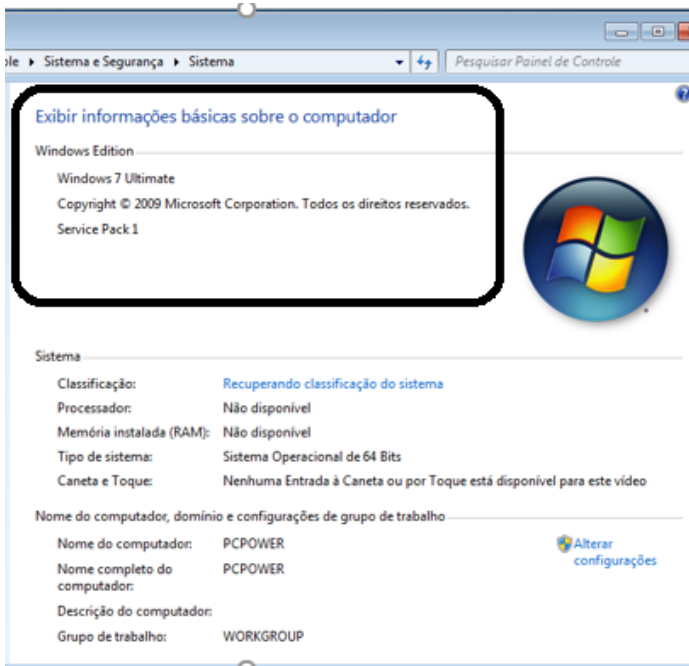 Sistema e Segurança ▸ Sistema
Pesquisar Painel de Controle
Exibir informações básicas sobre o computador
Windows Edition
Windows 7 Ultimate
Copyright © 2009 Microsoft Corporation. Todos os direitos reservados.
Service Pack 1
Sistema
Classificação: Recuperando classificação do sistema
Processador: Não disponível
Memória instalada (RAM): Não disponível
Tipo de sistema: Sistema Operacional de 64 Bits
Caneta e Toque: Nenhuma Entrada à Caneta ou por Toque está disponível para este vídeo
Nome do computador, domínio e configurações de grupo de trabalho
Nome do computador: PCPOWER
Alterar
configurações
Nome completo do
computador: PCPOWER
Descrição do computador:
Grupo de trabalho: WORKGROUP